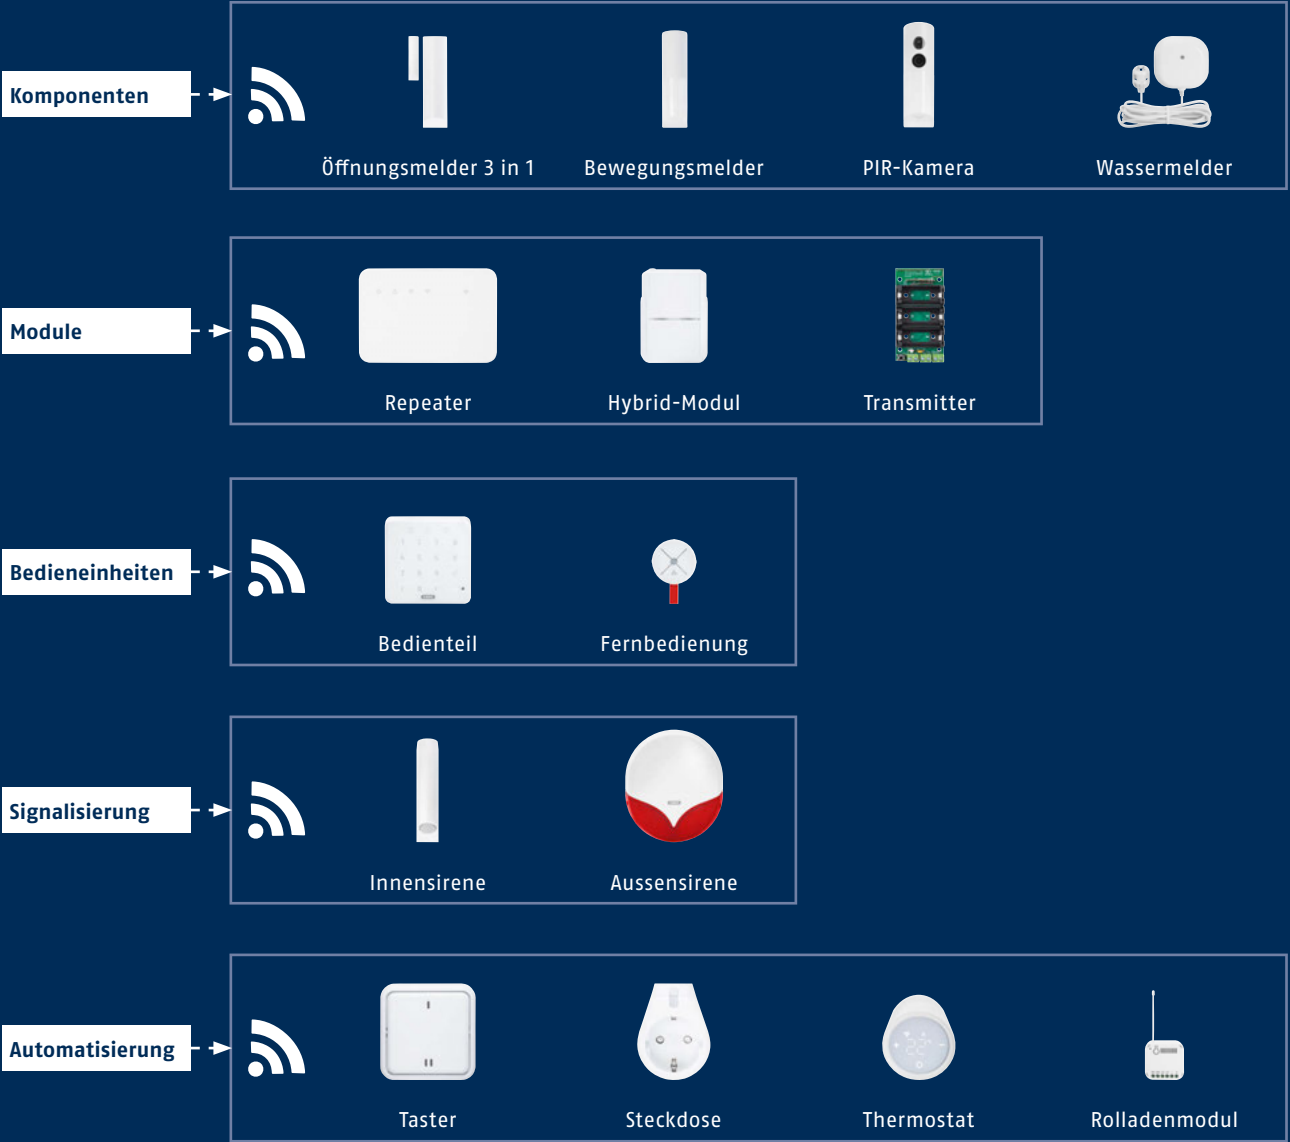 Komponenten
Öffnungsmelder 3 in 1
Bewegungsmelder
PIR-Kamera
Wassermelder
Module
Repeater
Hybrid-Modul
Transmitter
Bedieneinheiten
Bedienteil
Fernbedienung
Signalisierung
Innensirene
Aussensirene
Automatisierung
Taster
Steckdose
Thermostat
Rolladenmodul